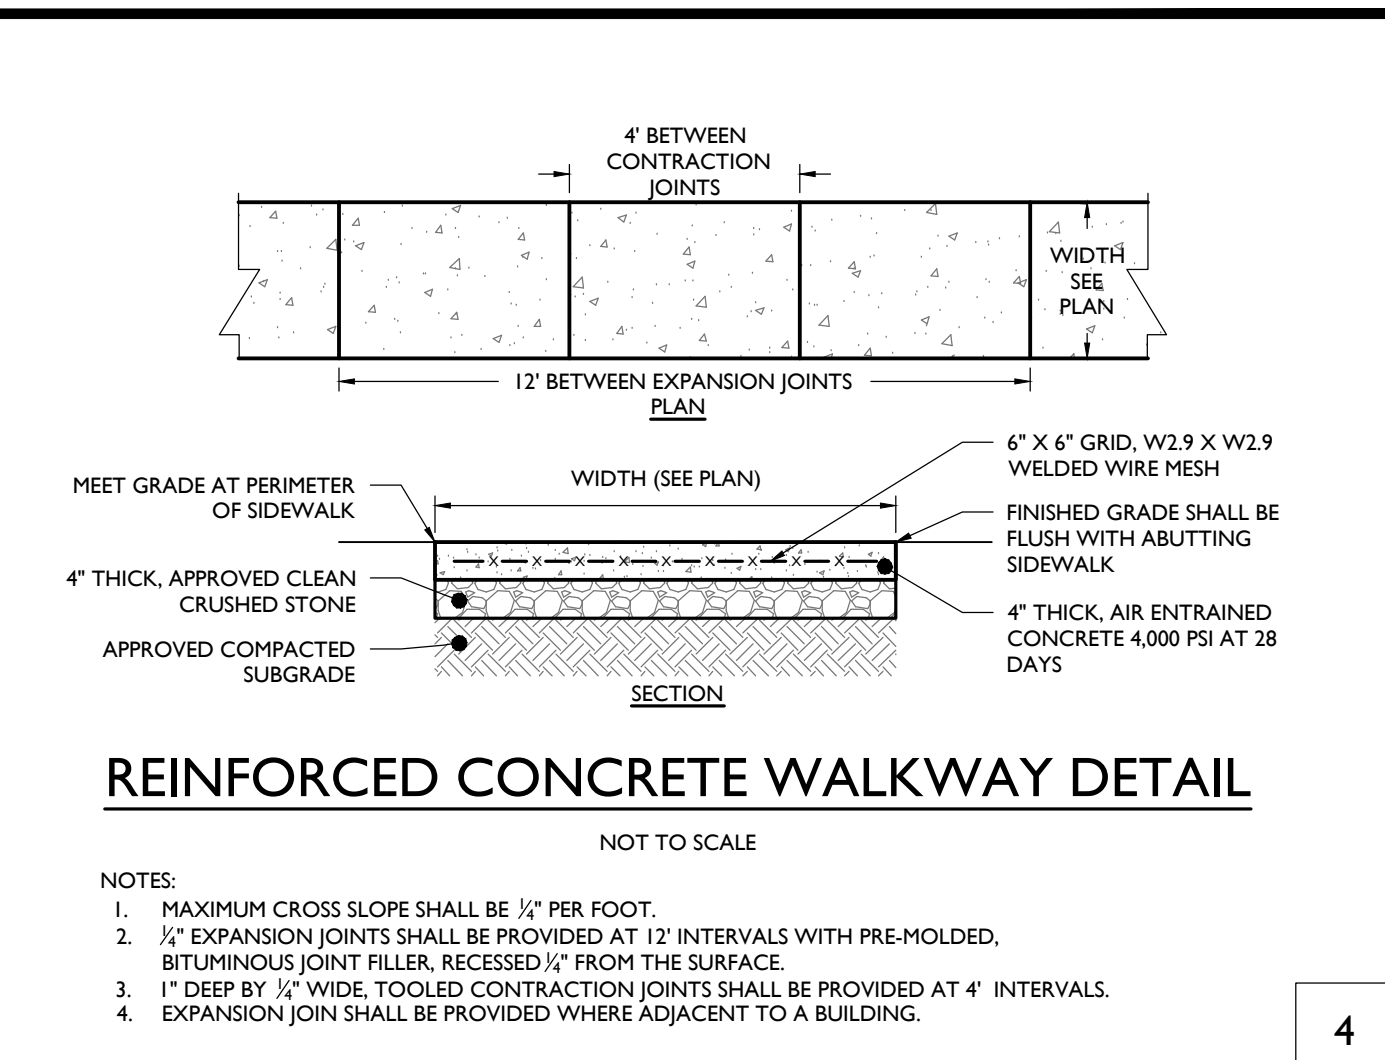 4' BETWEEN
CONTRACTION
JOINTS
WIDTH
SEE
PLAN
12' BETWEEN EXPANSION JOINTS
PLAN
6" X 6" GRID, W2.9 X W2.9
WELDED WIRE MESH
WIDTH (SEE PLAN)
MEET GRADE AT PERIMETER
OF SIDEWALK
FINISHED GRADE SHALL BE
FLUSH WITH ABUTTING
SIDEWALK
4" THICK, APPROVED CLEAN
CRUSHED STONE
4" THICK, AIR ENTRAINED
CONCRETE 4,000 PSI AT 28
DAYS
APPROVED COMPACTED
SUBGRADE
SECTION
REINFORCED CONCRETE WALKWAY DETAIL
NOT TO SCALE
NOTES:
1. MAXIMUM CROSS SLOPE SHALL BE ¼" PER FOOT.
2. ¼" EXPANSION JOINTS SHALL BE PROVIDED AT 12' INTERVALS WITH PRE-MOLDED,
BITUMINOUS JOINT FILLER, RECESSED ¼" FROM THE SURFACE.
3. 1" DEEP BY ¼" WIDE, TOOLED CONTRACTION JOINTS SHALL BE PROVIDED AT 4' INTERVALS.
4. EXPANSION JOIN SHALL BE PROVIDED WHERE ADJACENT TO A BUILDING.
4